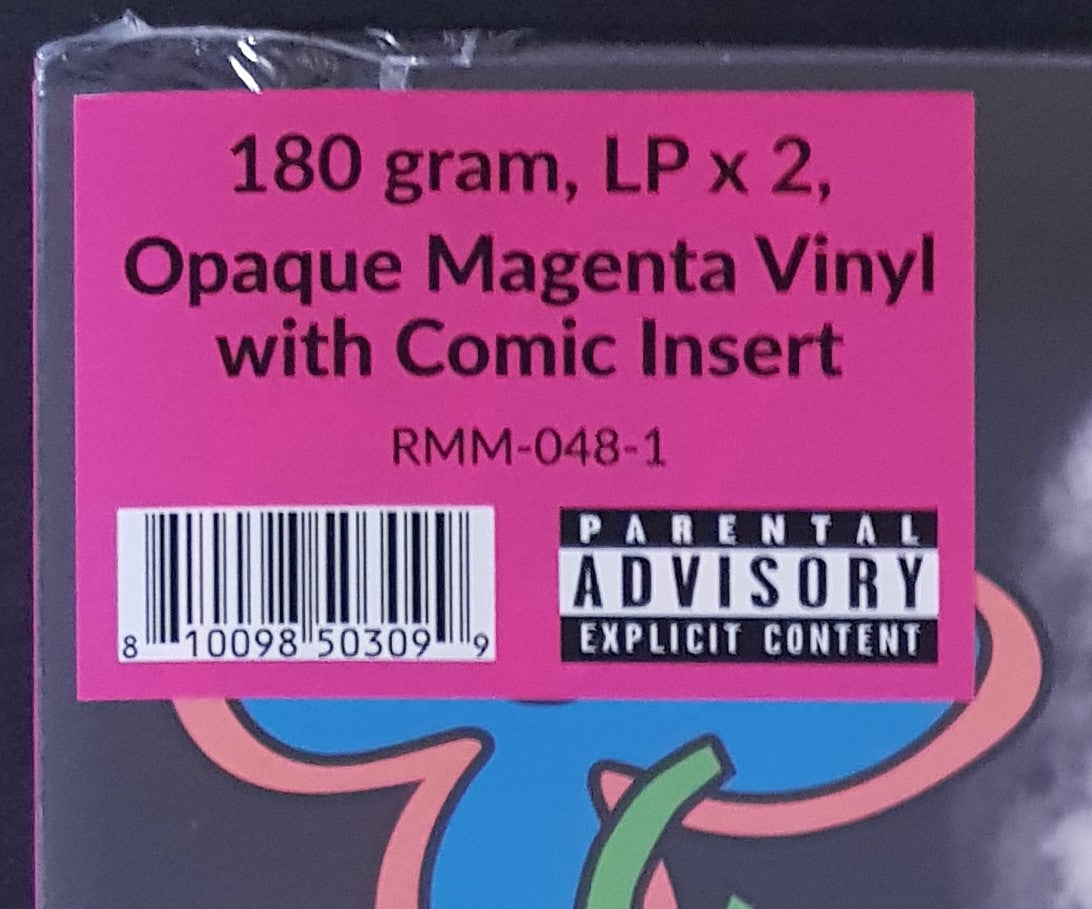 180 gram, LP x 2,
Opaque Magenta Vinyl
with Comic Insert
RMM-048-1
8 10098 50309 9
PARENTAL
ADVISORY
EXPLICIT CONTENT